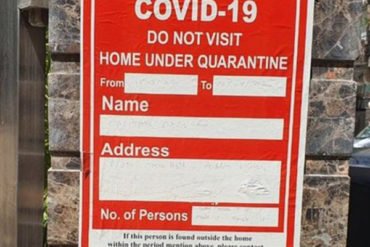 COVID-19
DO NOT VISIT
HOME UNDER QUARANTINE
From To
Name
Address
No. of Persons
If this person is found outside the home
within the period mention above, please contact